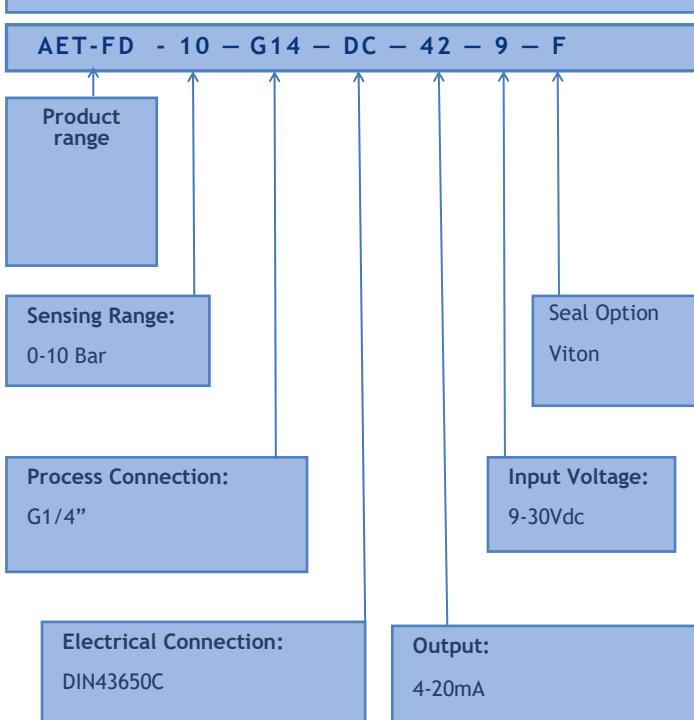 AET-FD - 10 — G14 — DC — 42 — 9 — F
Product
range
Sensing Range:
0-10 Bar
Seal Option
Viton
Process Connection:
G1/4”
Input Voltage:
9-30Vdc
Electrical Connection:
DIN43650C
Output:
4-20mA